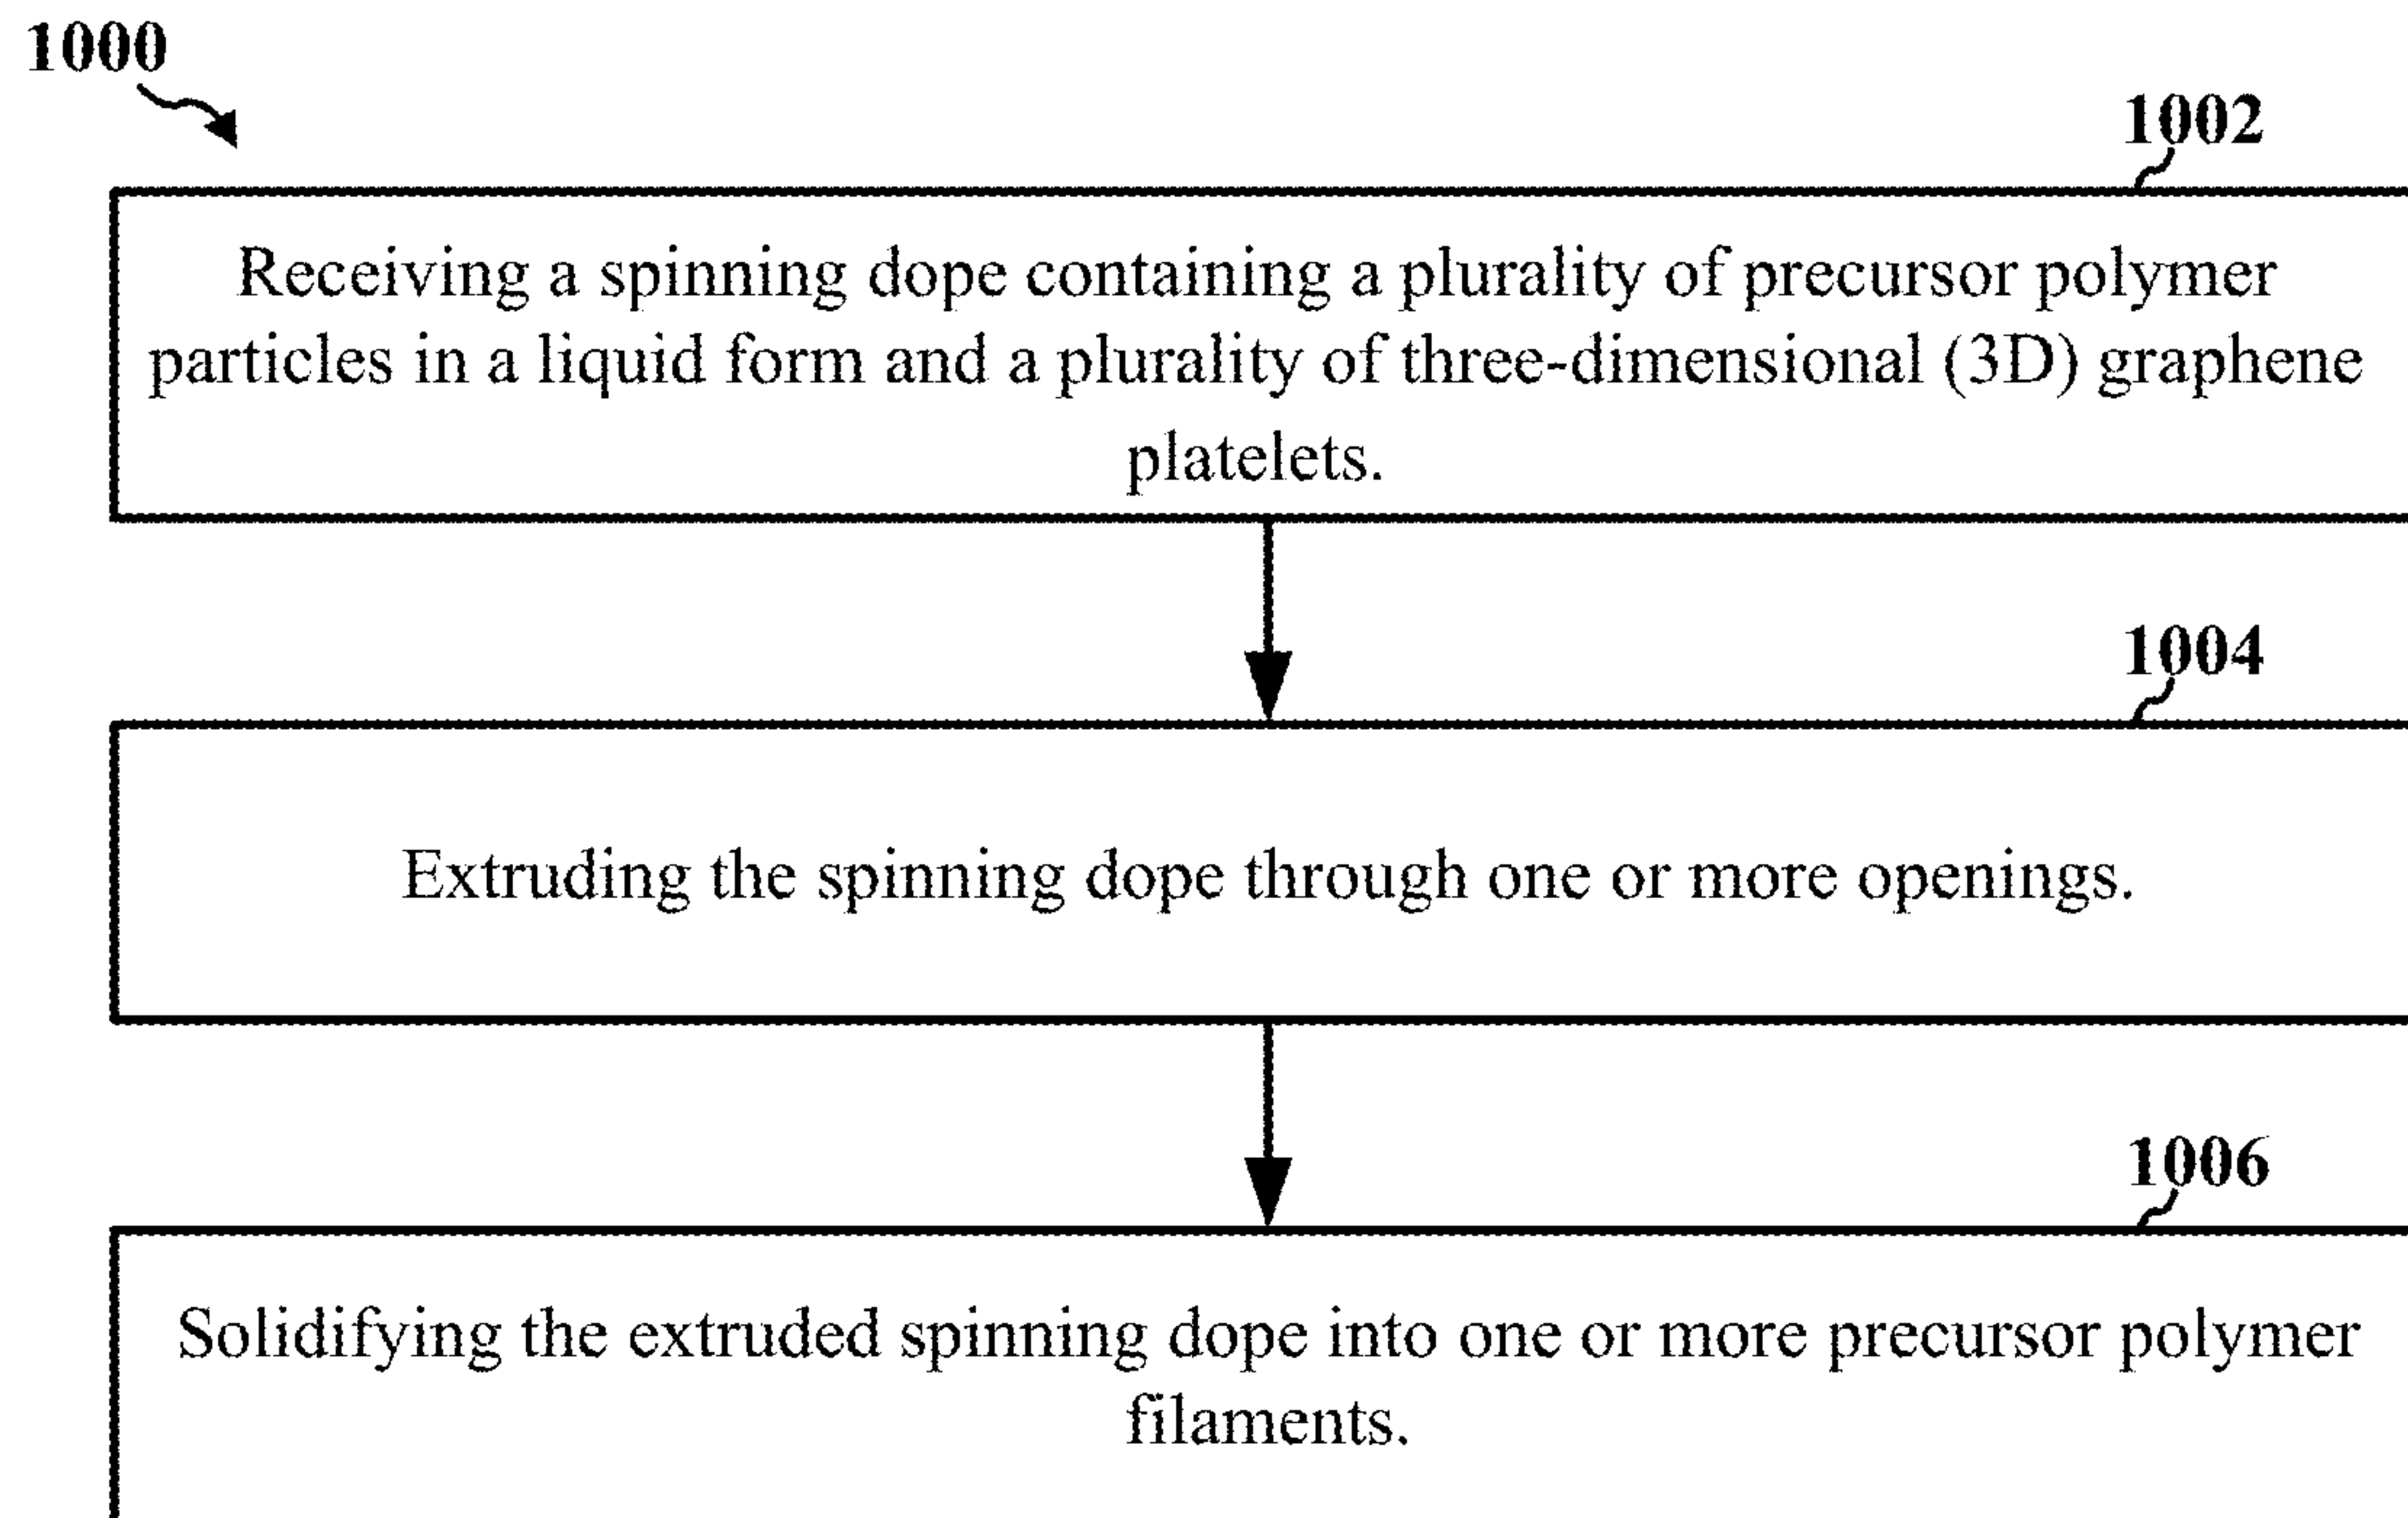 1000
1002
Receiving a spinning dope containing a plurality of precursor polymer
particles in a liquid form and a plurality of three-dimensional (3D) graphene
platelets.
1004
Extruding the spinning dope through one or more openings.
1006
Solidifying the extruded spinning dope into one or more precursor polymer
filaments.